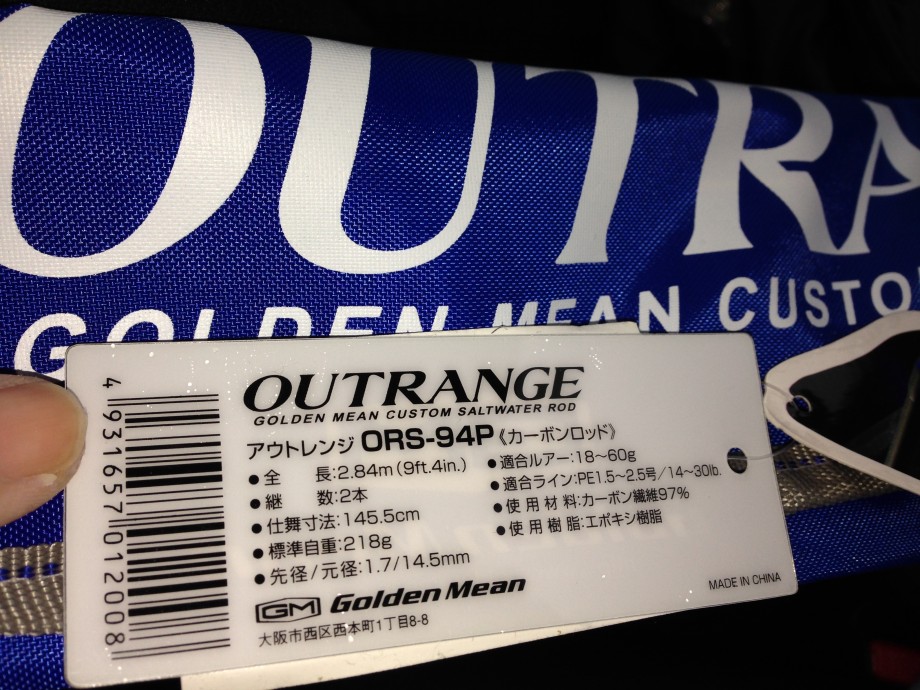 OUTRA
GOLDEN MEAN CUSTO
OUTRANGE
GOLDEN MEAN CUSTOM SALTWATER ROD
アウトレンジ ORS-94P《カーボンロッド》
●全長:2.84m(9ft.4in.)
●継数:2本
●仕舞寸法:145.5cm
●標準自重:218g
●先径/元径:1.7/14.5mm
●適合ルアー:18~60g
●適合ライン:PE1.5~2.5号/14~30lb.
●使用材料:カーボン繊維97%
●使用樹脂:エポキシ樹脂
GM Golden Mean
大阪市西区西本町1丁目8-8
MADE IN CHINA
4 931657 012008